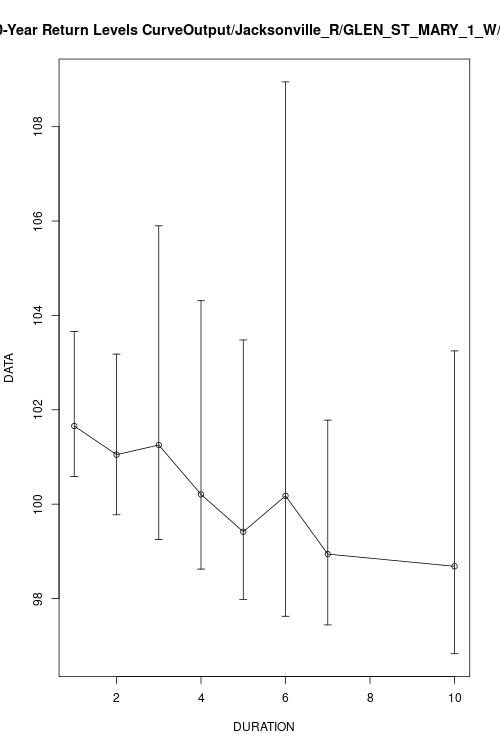 0-Year Return Levels CurveOutput/Jacksonville_R/GLEN_ST_MARY_1_W/
108
106
104
102
100
98
DATA
2 4 6 8 10
DURATION